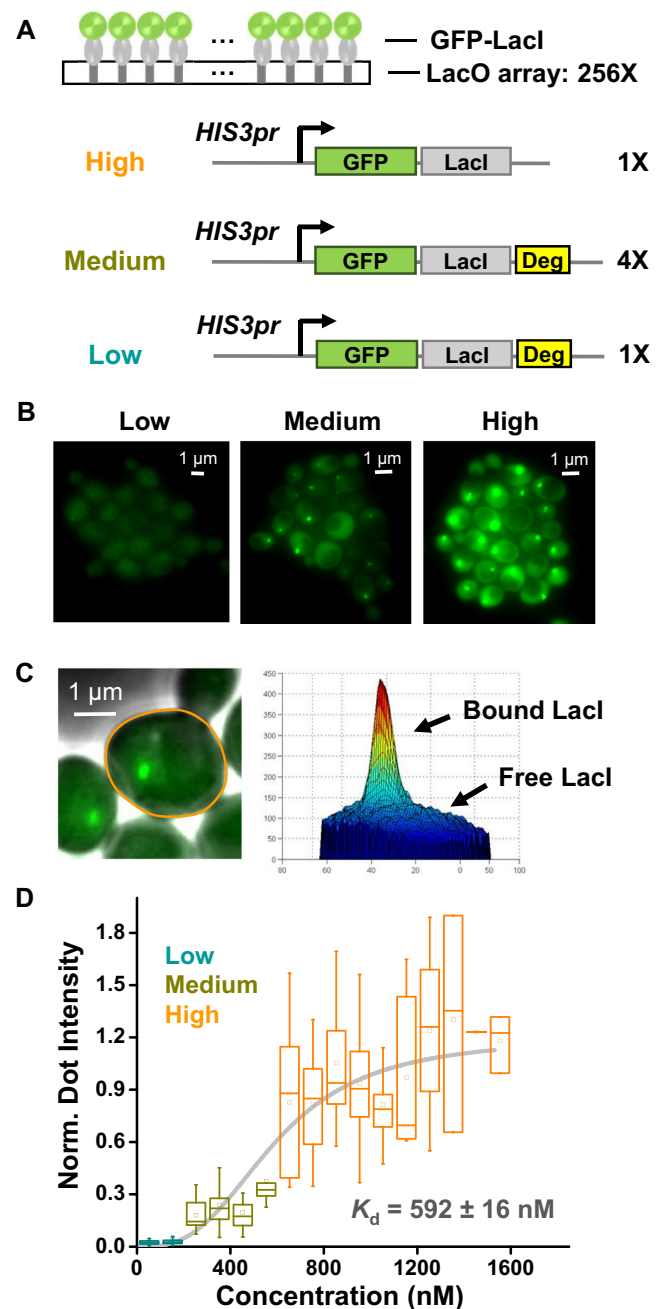 A
... GFP-LacI
... LacO array: 256X
High HIS3pr GFP LacI 1X
Medium HIS3pr GFP LacI Deg 4X
Low HIS3pr GFP LacI Deg 1X
B
Low Medium High
1 µm 1 µm 1 µm
C
1 µm
450
400
350
300
250
200
150
100
50
0
80 60 40 20 0 50 100
Bound LacI
Free LacI
D
Norm. Dot Intensity
1.8
1.5
1.2
0.9
0.6
0.3
0.0
Low
Medium
High
Kd = 592 ± 16 nM
0 400 800 1200 1600
Concentration (nM)